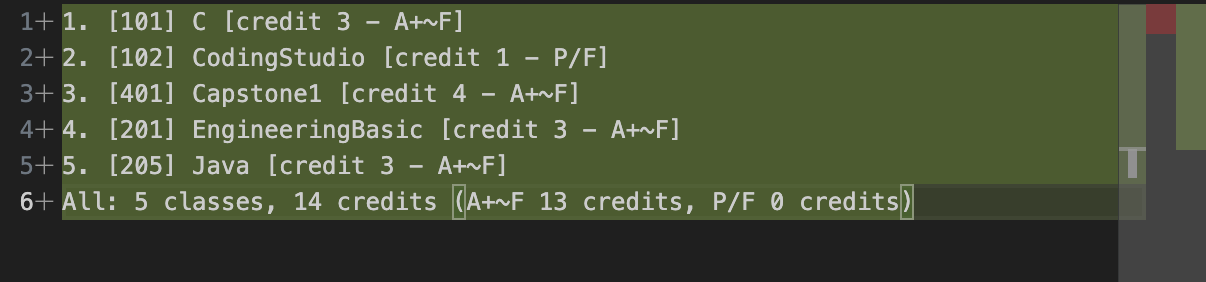 1+ 1. [101] C [credit 3 - A+~F]
2+ 2. [102] CodingStudio [credit 1 - P/F]
3+ 3. [401] Capstone1 [credit 4 - A+~F]
4+ 4. [201] EngineeringBasic [credit 3 - A+~F]
5+ 5. [205] Java [credit 3 - A+~F]
6+ All: 5 classes, 14 credits (A+~F 13 credits, P/F 0 credits)